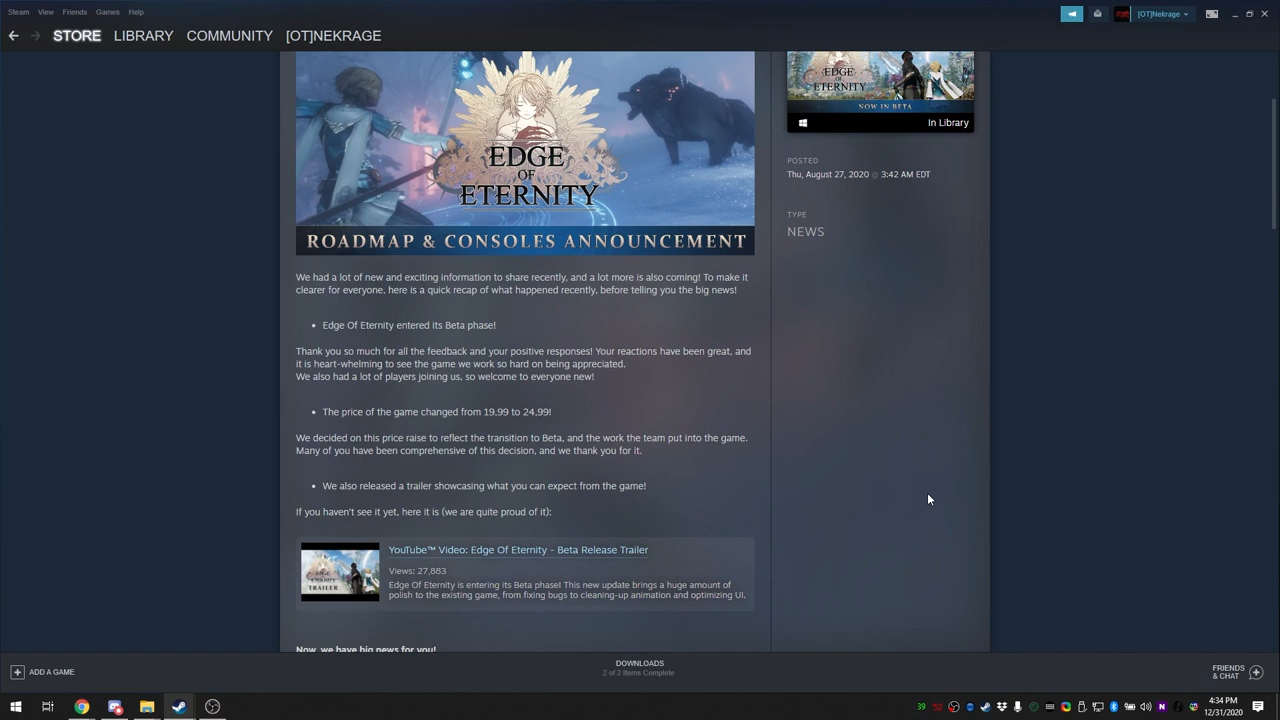 Steam View Friends Games Help
[OT]Nekrage
STORE LIBRARY COMMUNITY [OT]NEKRAGE
EDGE
OF
ETERNITY
ROADMAP & CONSOLES ANNOUNCEMENT
EDGE
OF
ETERNITY
NOW IN BETA
In Library
POSTED
Thu, August 27, 2020 @ 3:42 AM EDT
TYPE
NEWS
We had a lot of new and exciting information to share recently, and a lot more is also coming! To make it
clearer for everyone, here is a quick recap of what happened recently, before telling you the big news!
• Edge Of Eternity entered its Beta phase!
Thank you so much for all the feedback and your positive responses! Your reactions have been great, and
it is heart-whelming to see the game we work so hard on being appreciated.
We also had a lot of players joining us, so welcome to everyone new!
• The price of the game changed from 19,99 to 24,99!
We decided on this price raise to reflect the transition to Beta, and the work the team put into the game.
Many of you have been comprehensive of this decision, and we thank you for it.
• We also released a trailer showcasing what you can expect from the game!
If you haven't see it yet, here it is (we are quite proud of it):
EDGE
OF
ETERNITY
TRAILER
YouTube™ Video: Edge Of Eternity - Beta Release Trailer
Views: 27,883
Edge Of Eternity is entering its Beta phase! This new update brings a huge amount of
polish to the existing game, from fixing bugs to cleaning-up animation and optimizing UI.
Now, we have big news for you!
ADD A GAME
DOWNLOADS
2 of 2 Items Complete
FRIENDS
& CHAT
39 52
4:34 PM
12/31/2020